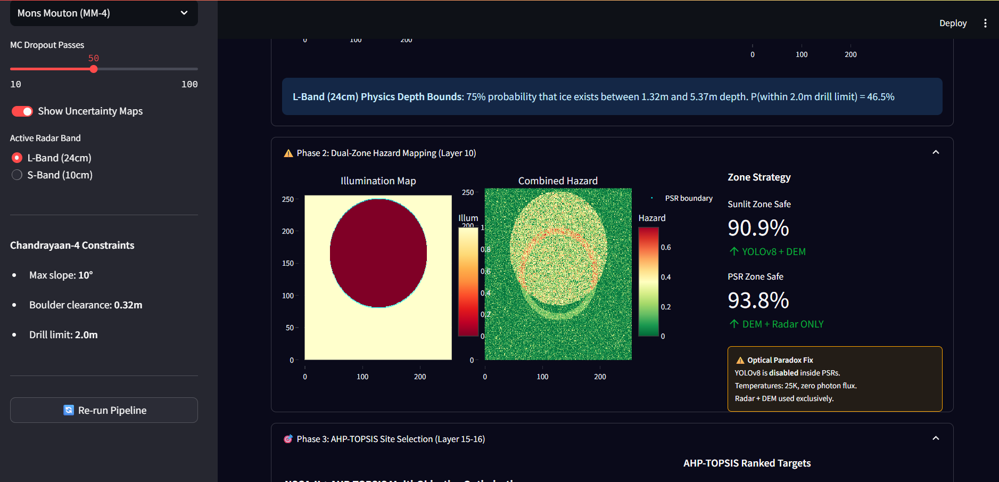 Mons Mouton (MM-4)
MC Dropout Passes
50
10 100
Show Uncertainty Maps
Active Radar Band
L-Band (24cm)
S-Band (10cm)
Chandrayaan-4 Constraints
Max slope: 10°
Boulder clearance: 0.32m
Drill limit: 2.0m
Re-run Pipeline
Deploy
0 100 200
0 100 200
L-Band (24cm) Physics Depth Bounds: 75% probability that ice exists between 1.32m and 5.37m depth. P(within 2.0m drill limit) = 46.5%
Phase 2: Dual-Zone Hazard Mapping (Layer 10)
Illumination Map
250
200
150
100
50
0
0 100 200
Illum
1
0.8
0.6
0.4
0.2
0
Combined Hazard
250
200
0
0 100 200
PSR boundary
Hazard
0.6
0.4
0.2
0
Zone Strategy
Sunlit Zone Safe
90.9%
YOLOv8 + DEM
PSR Zone Safe
93.8%
DEM + Radar ONLY
Optical Paradox Fix
YOLOv8 is disabled inside PSRs.
Temperatures: 25K, zero photon flux.
Radar + DEM used exclusively.
Phase 3: AHP-TOPSIS Site Selection (Layer 15-16)
AHP-TOPSIS Ranked Targets